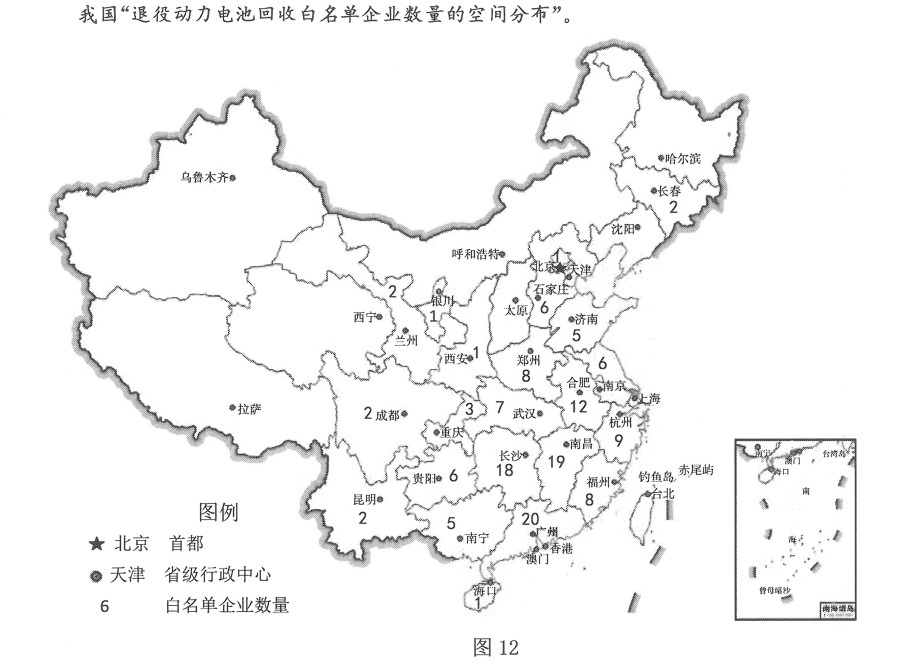 我国“退役动力电池回收白名单企业数量的空间分布”。
哈尔滨
乌鲁木齐
长春
2
沈阳
呼和浩特
1
北京
天津
石家庄
6
2
银川
1
太原
西宁
兰州
济南
5
西安
1
郑州
8
6
合肥
南京
12
上海
拉萨
2
成都
3
7
武汉
杭州
9
重庆
长沙
18
南昌
19
贵阳
6
福州
8
钓鱼岛
赤尾屿
台北
昆明
2
5
南宁
20
广州
香港
澳门
海口
1
图例
北京 首都
天津 省级行政中心
6 白名单企业数量
南宁
澳门
台湾岛
海口
南
海
曾母暗沙
南海诸岛
图 12